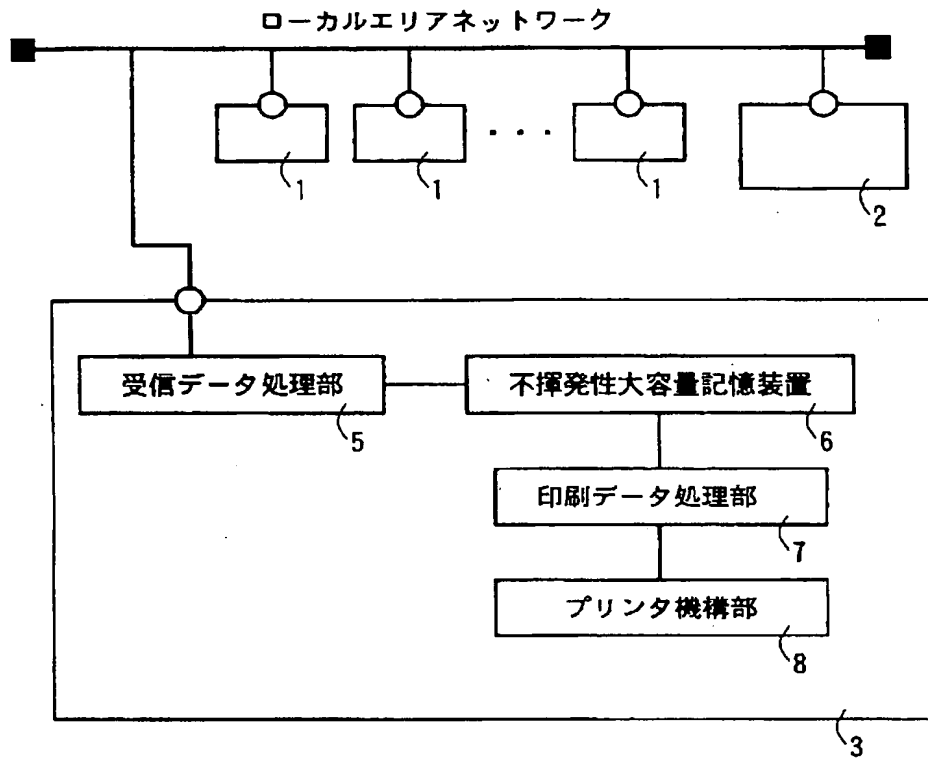 ローカルエリアネットワーク
1
1
...
1
2
受信データ処理部
5
不揮発性大容量記憶装置
6
印刷データ処理部
7
プリンタ機構部
8
3